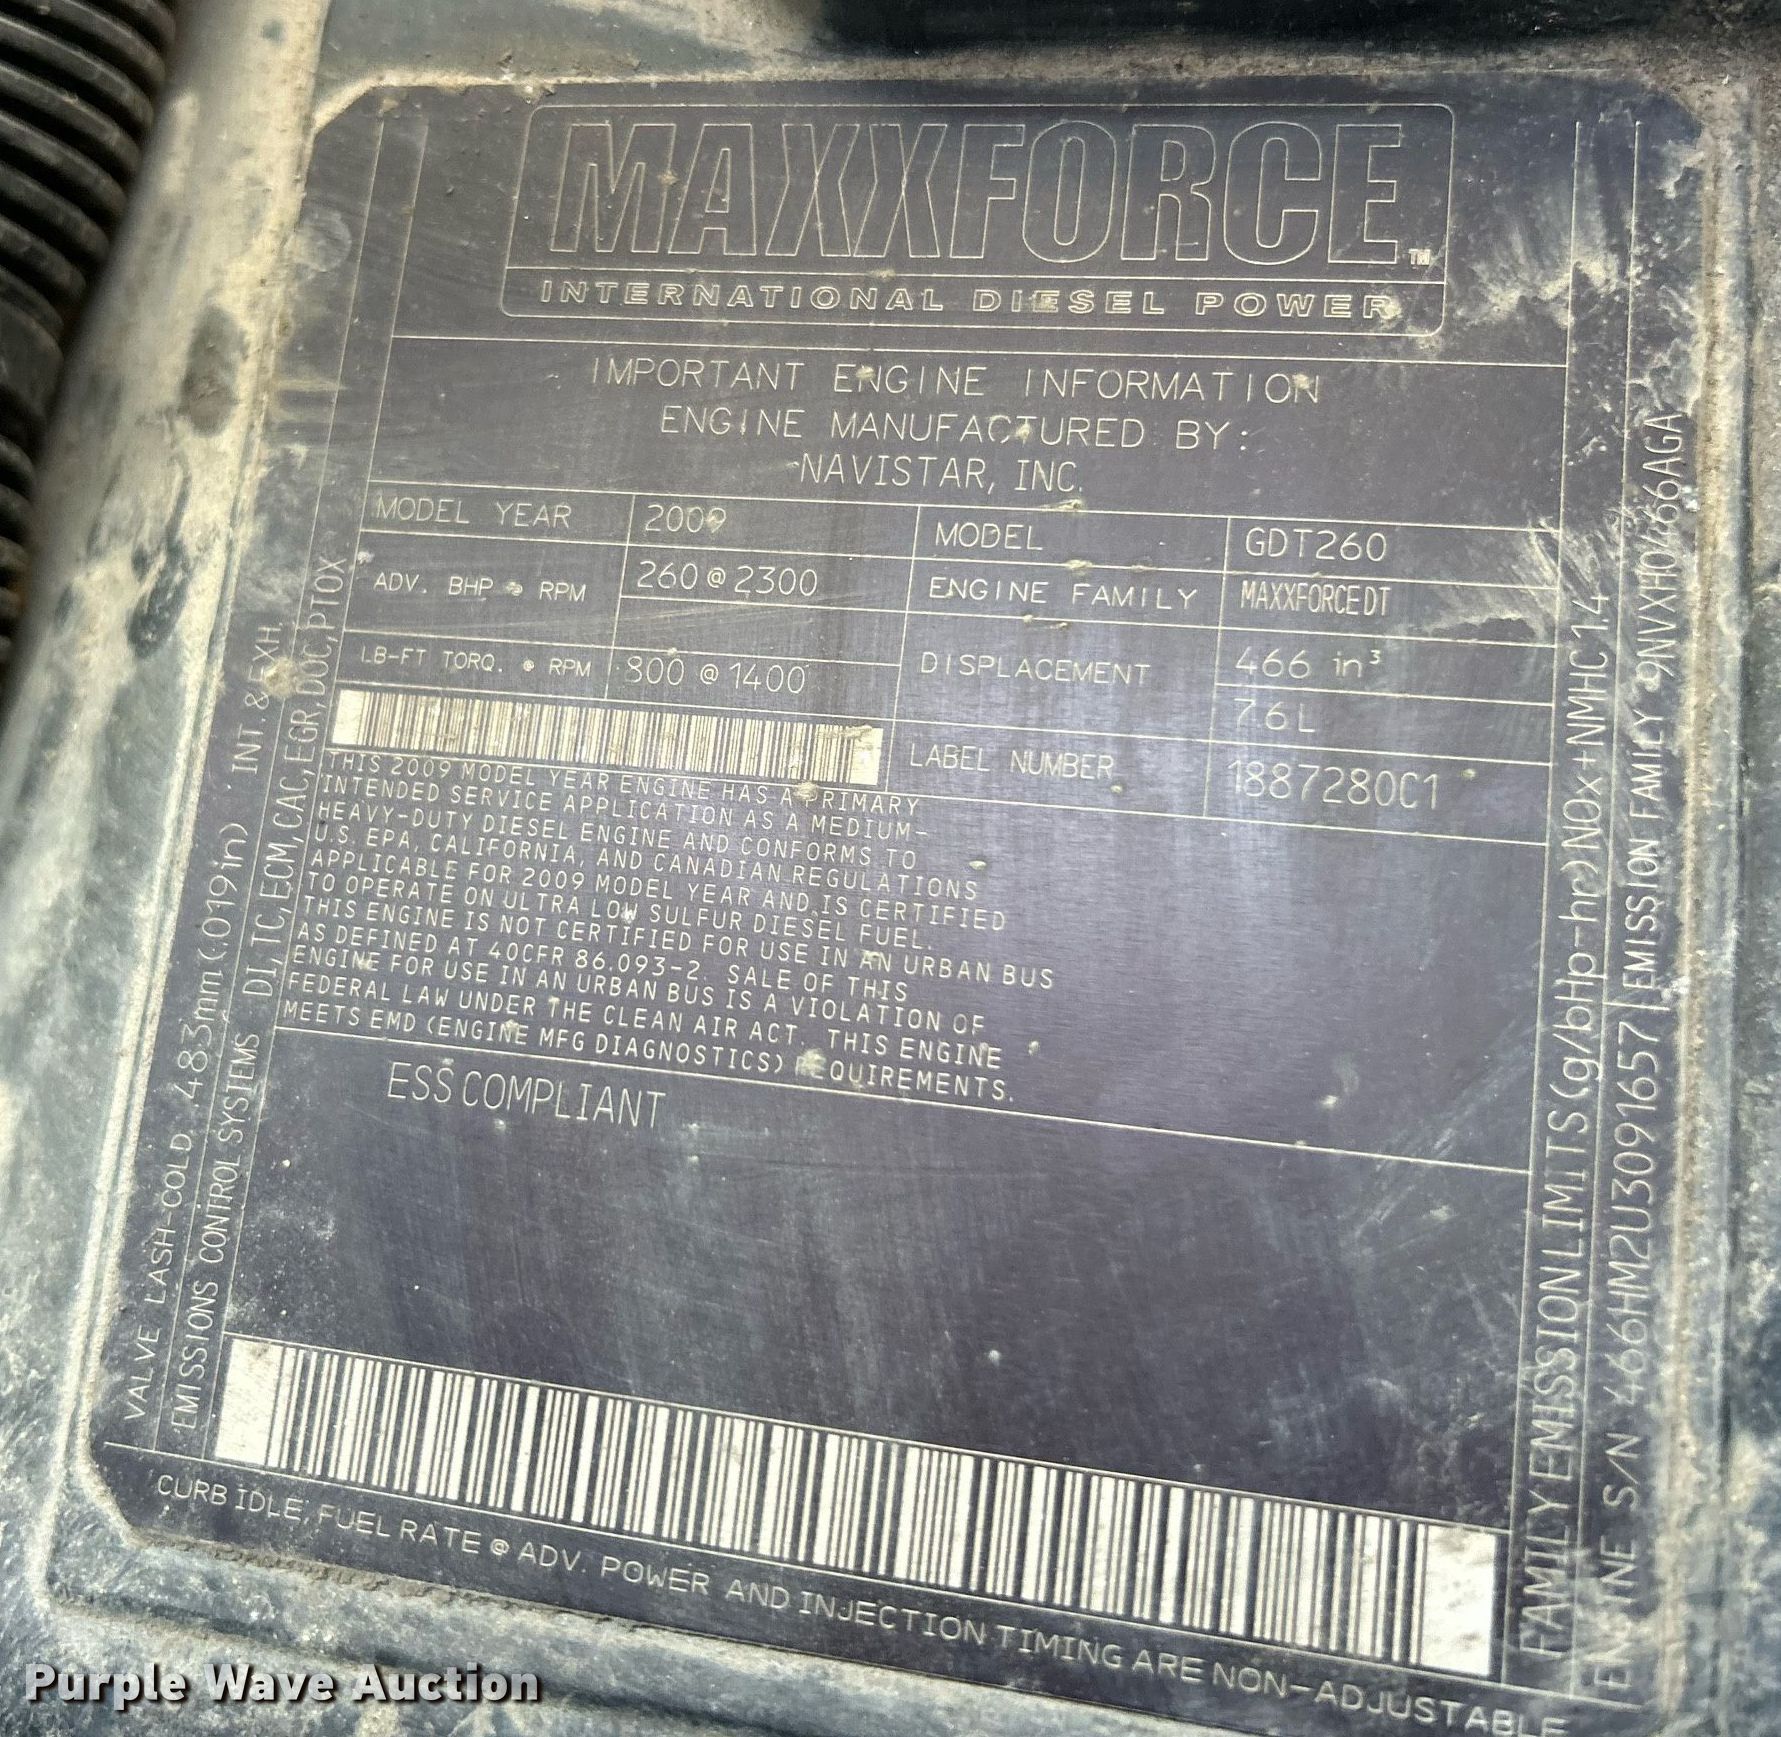 MAXXFORCE™
INTERNATIONAL DIESEL POWER
IMPORTANT ENGINE INFORMATION
ENGINE MANUFACTURED BY:
NAVISTAR, INC.
MODEL YEAR 2009
ADV. BHP @ RPM 260@2300
LB-FT TORQ. @ RPM 800@1400
MODEL GDT260
ENGINE FAMILY MAXXFORCE DT
DISPLACEMENT 466 in³
7.6 L
LABEL NUMBER 1887280C1
THIS 2009 MODEL YEAR ENGINE HAS A PRIMARY
INTENDED SERVICE APPLICATION AS A MEDIUM-
HEAVY-DUTY DIESEL ENGINE AND CONFORMS TO
U.S. EPA, CALIFORNIA, AND CANADIAN REGULATIONS
APPLICABLE FOR 2009 MODEL YEAR AND IS CERTIFIED
TO OPERATE ON ULTRA LOW SULFUR DIESEL FUEL.
THIS ENGINE IS NOT CERTIFIED FOR USE IN AN URBAN BUS
AS DEFINED AT 40CFR 86.093-2. SALE OF THIS
ENGINE FOR USE IN AN URBAN BUS IS A VIOLATION OF
FEDERAL LAW UNDER THE CLEAN AIR ACT. THIS ENGINE
MEETS EMD (ENGINE MFG DIAGNOSTICS) REQUIREMENTS.
ESS COMPLIANT
VALVE LASH-COLD .483mm(.019in) INT.& EXH.
EMISSIONS CONTROL SYSTEMS DI,TC,ECM,CAC,EGR,DOC,PTOX
FAMILY EMISSION LIMITS(g/bHp-hr)NOx+NMHC 1.4
ENGINE S/N 466HM2U3091657 EMISSION FAMILY 9NVXH0466AGA
CURB IDLE, FUEL RATE @ ADV. POWER AND INJECTION TIMING ARE NON-ADJUSTABLE
Purple Wave Auction